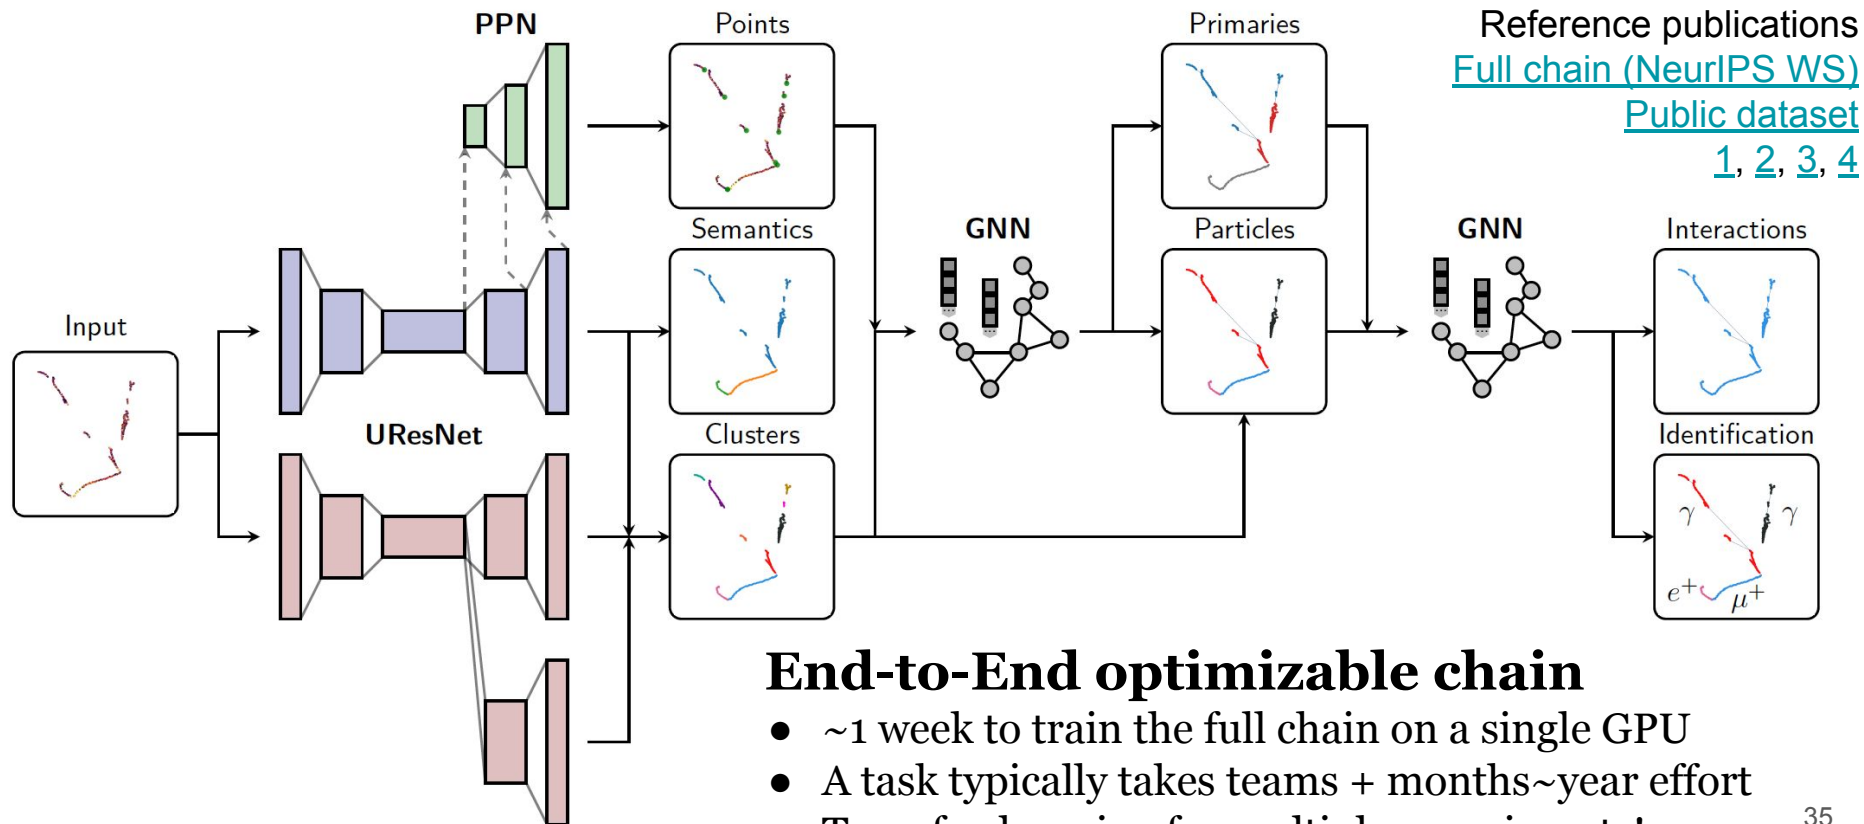 PPN
Points
Primaries
Reference publications
Full chain (NeurIPS WS)
Public dataset
1, 2, 3, 4
Semantics
GNN
Particles
GNN
Interactions
Input
UResNet
Clusters
Identification
γ γ
e⁺ μ⁺
End-to-End optimizable chain
● ~1 week to train the full chain on a single GPU
● A task typically takes teams + months~year effort
35